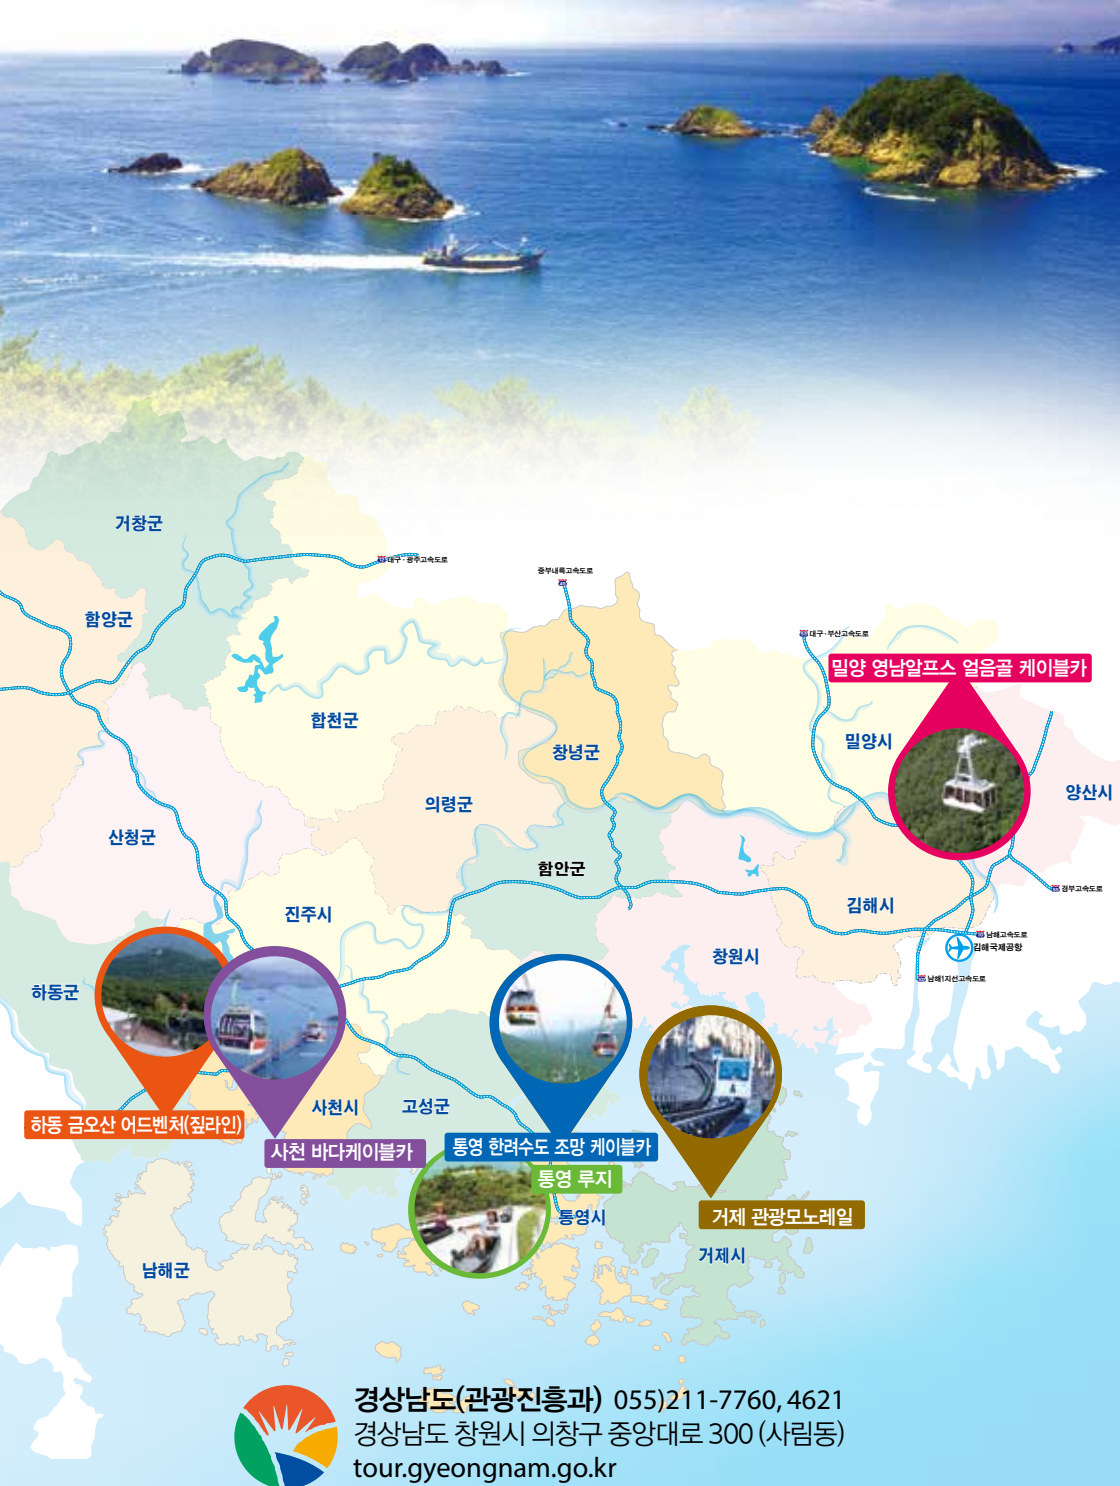 거창군
대구·광주고속도로
중부내륙고속도로
함양군
대구·부산고속도로
밀양 영남알프스 얼음골 케이블카
합천군
창녕군
밀양시
양산시
의령군
산청군
함안군
경부고속도로
김해시
진주시
남해고속도로
김해국제공항
창원시
남해1지선고속도로
하동군
사천시
고성군
하동 금오산 어드벤처(짚라인)
사천 바다케이블카
통영 한려수도 조망 케이블카
통영 루지
통영시
거제 관광모노레일
거제시
남해군
경상남도(관광진흥과) 055)211-7760, 4621
경상남도 창원시 의창구 중앙대로 300 (사림동)
tour.gyeongnam.go.kr